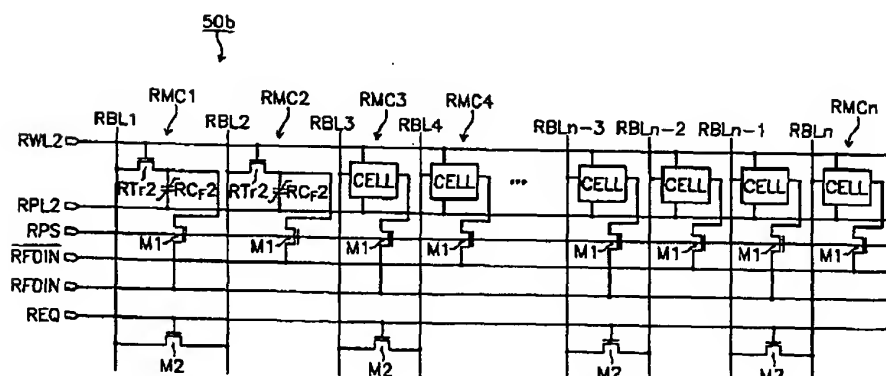 50b
RMC1 RMC2 RMC3 RMC4 RMCn
RBL1 RBL2 RBL3 RBL4 RBLn-3 RBLn-2 RBLn-1 RBLn
RWL2
RTr2 RCF2 RTr2 RCF2 CELL CELL ... CELL CELL CELL CELL
RPL2
RPS
M1 M1 M1 M1 M1 M1 M1 M1
RFDIN
RFDIN
REQ
M2 M2 M2 M2